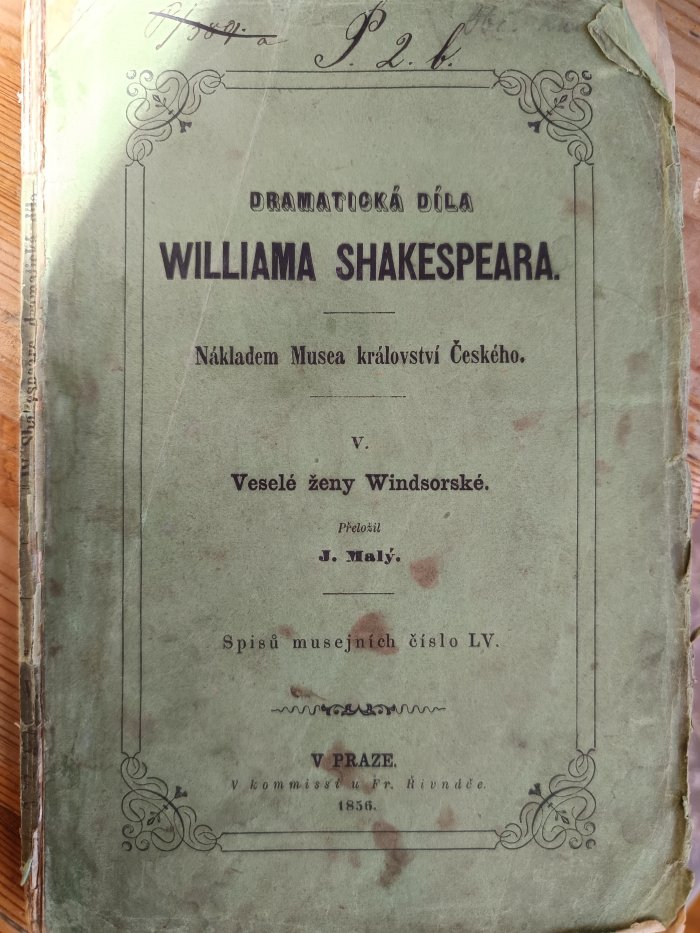 P. 2. b.
DRAMATICKÁ DÍLA
WILLIAMA SHAKESPEARA.
Nákladem Musea království Českého.
V.
Veselé ženy Windsorské.
Přeložil
J. Malý.
Spisů musejních číslo LV.
V PRAZE.
V kommissí u Fr. Řivnáče.
1856.